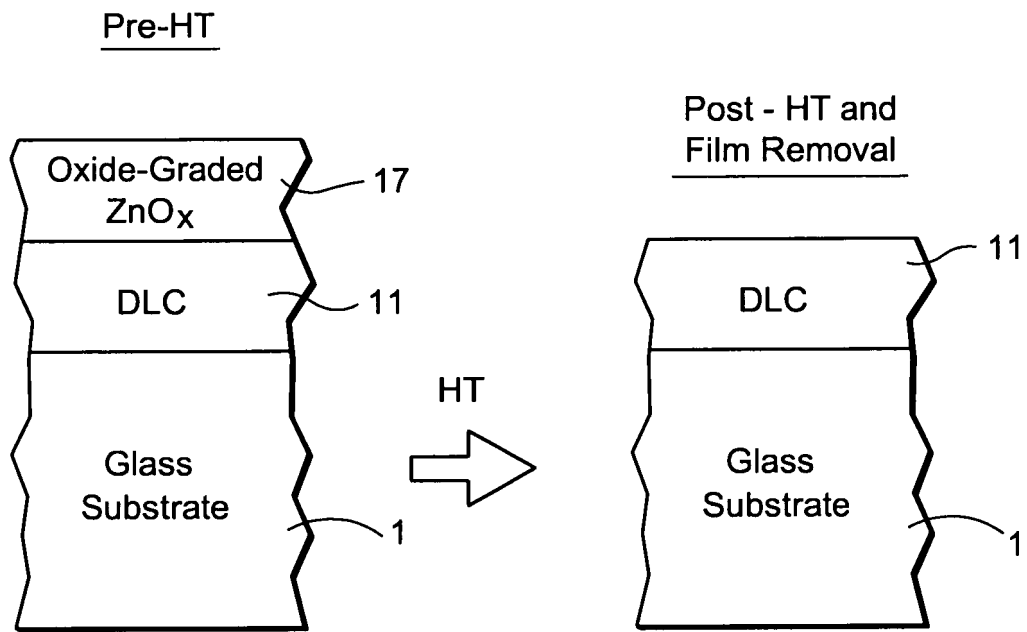 Pre-HT
Oxide-Graded
ZnOx
17
DLC
11
Glass
Substrate
1
HT
Post - HT and
Film Removal
11
DLC
Glass
Substrate
1